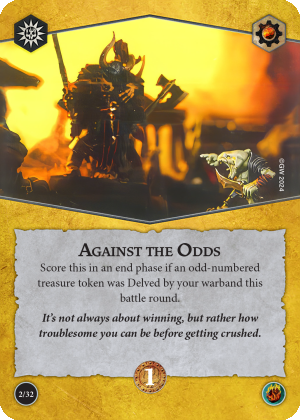 ©GW 2024
Against the Odds
Score this in an end phase if an odd-numbered
treasure token was Delved by your warband this
battle round.
It's not always about winning, but rather how
troublesome you can be before getting crushed.
1
2/32